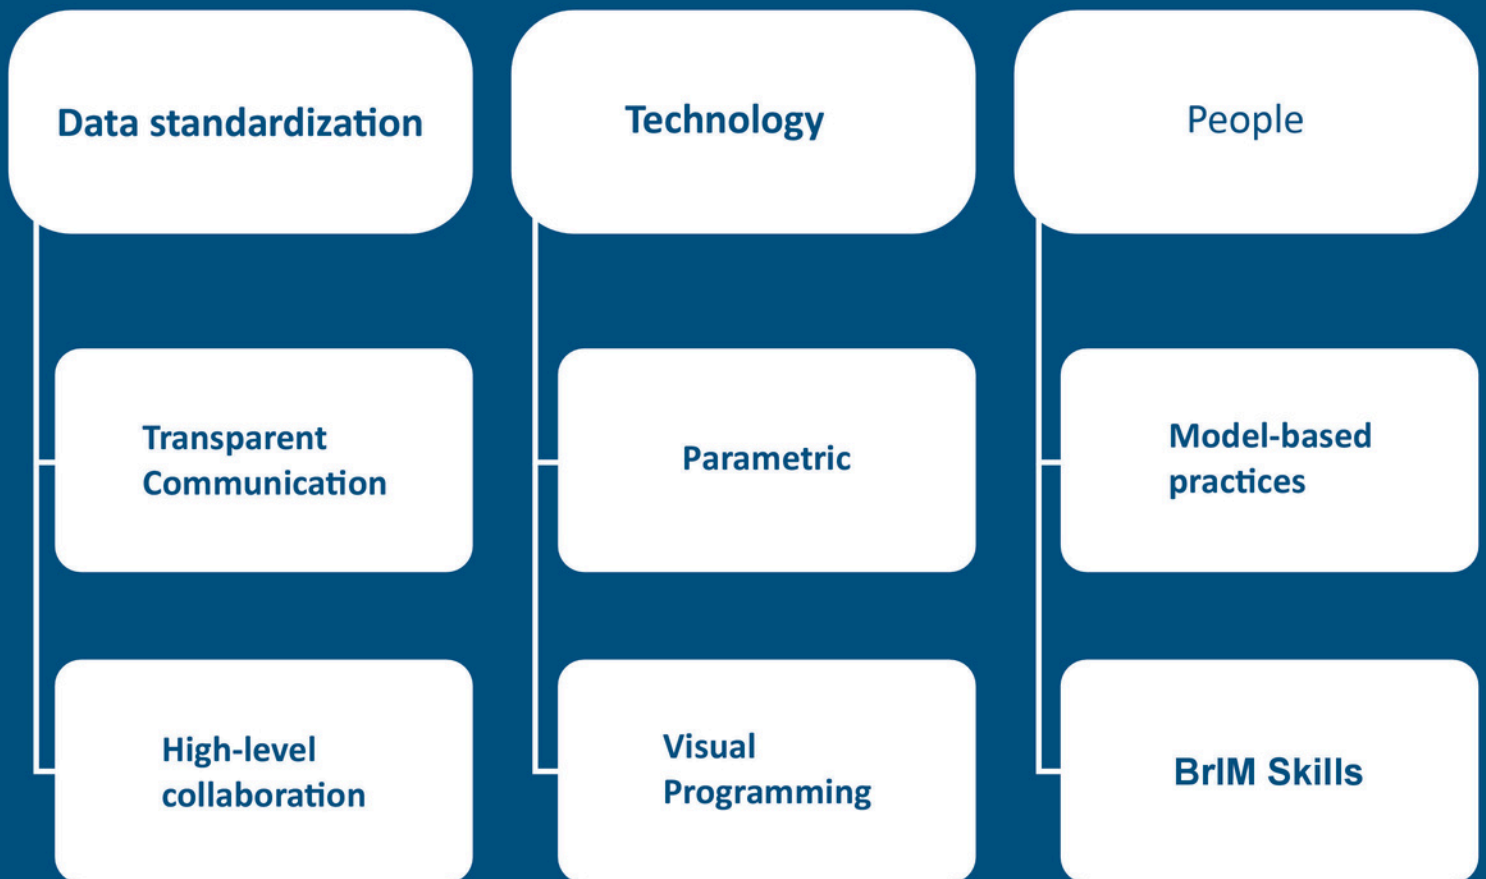 Data standardization
Transparent
Communication
High-level
collaboration
Technology
Parametric
Visual
Programming
People
Model-based
practices
BrIM Skills